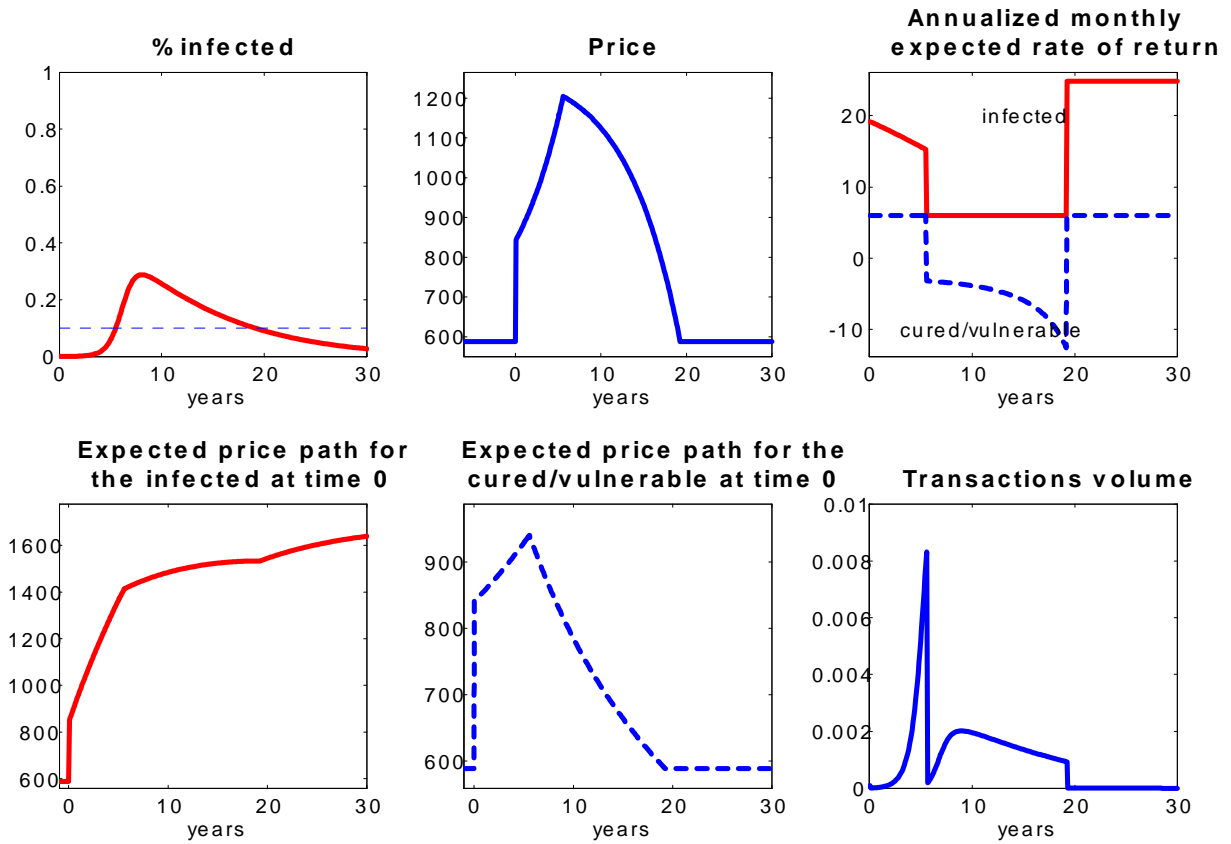 % infected
1
0.8
0.6
0.4
0.2
0
0 10 20 30
years
Price
1200
1100
1000
900
800
700
600
0 10 20 30
years
Annualized monthly
expected rate of return
20
10
0
-10
infected
cured/vulnerable
0 10 20 30
years
Expected price path for
the infected at time 0
1600
1400
1200
1000
800
600
0 10 20 30
years
Expected price path for the
cured/vulnerable at time 0
900
800
700
600
0 10 20 30
years
Transactions volume
0.01
0.008
0.006
0.004
0.002
0
0 10 20 30
years